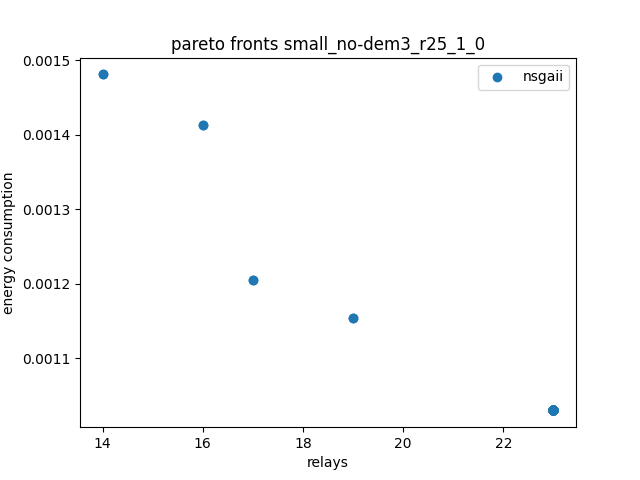 pareto fronts small_no-dem3_r25_1_0
nsgaii
0.0015
0.0014
0.0013
0.0012
0.0011
energy consumption
14 16 18 20 22
relays